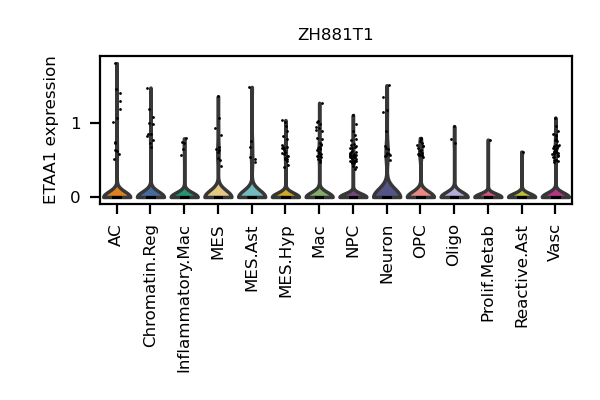 ZH881T1
ETAA1 expression
1
0
AC
Chromatin.Reg
Inflammatory.Mac
MES
MES.Ast
MES.Hyp
Mac
NPC
Neuron
OPC
Oligo
Prolif.Metab
Reactive.Ast
Vasc